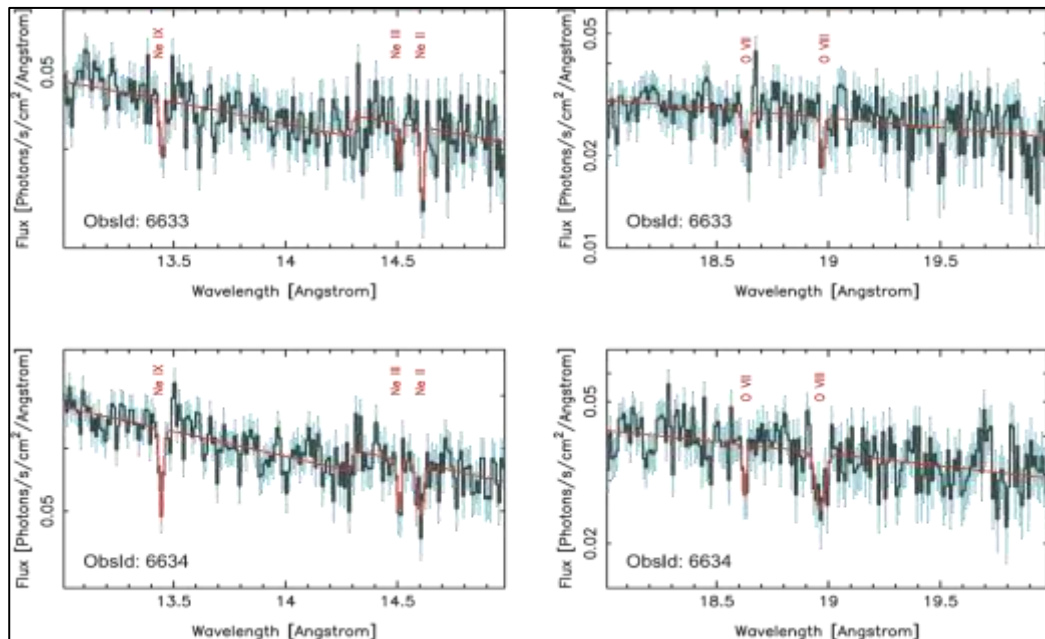 Flux [Photons/s/cm²/Angstrom]
0.05
Ne IX
Ne III
Ne II
ObsId: 6633
13.5 14 14.5
Wavelength [Angstrom]
Flux [Photons/s/cm²/Angstrom]
0.05
0.02
0.01
O VII
O VIII
ObsId: 6633
18.5 19 19.5
Wavelength [Angstrom]
Flux [Photons/s/cm²/Angstrom]
0.05
Ne IX
Ne III
Ne II
ObsId: 6634
13.5 14 14.5
Wavelength [Angstrom]
Flux [Photons/s/cm²/Angstrom]
0.05
0.02
O VII
O VIII
ObsId: 6634
18.5 19 19.5
Wavelength [Angstrom]